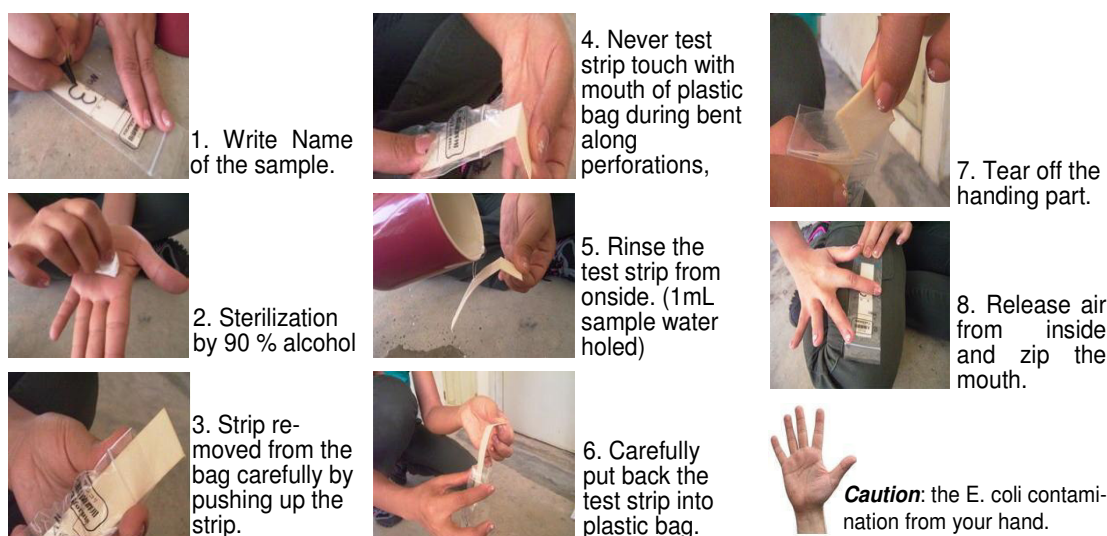 1. Write Name
of the sample.
2. Sterilization
by 90 % alcohol
3. Strip re-
moved from the
bag carefully by
pushing up the
strip.
4. Never test
strip touch with
mouth of plastic
bag during bent
along
perforations,
5. Rinse the
test strip from
onside. (1mL
sample water
holed)
6. Carefully
put back the
test strip into
plastic bag.
7. Tear off the
handing part.
8. Release air
from inside
and zip the
mouth.
Caution: the E. coli contami-
nation from your hand.